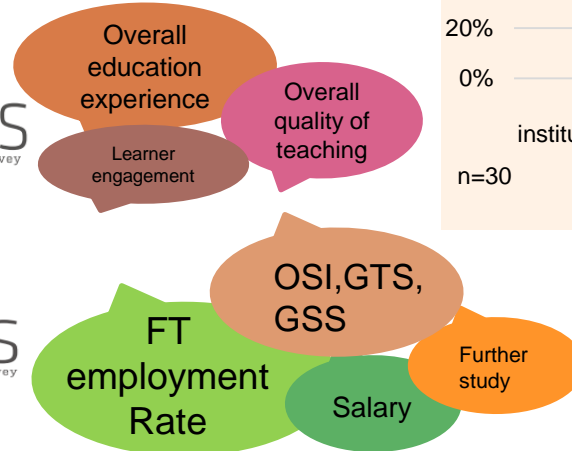 Overall
education
experience
Overall
quality of
teaching
Learner
engagement
20%
0%
n=30
OSI,GTS,
GSS
FT
employment
Rate
Salary
Further
study